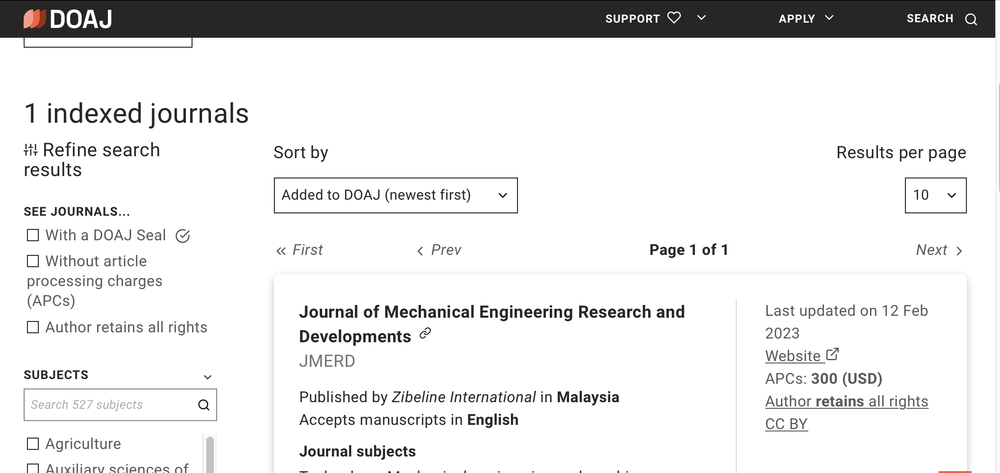 DOAJ
SUPPORT
APPLY
SEARCH
1 indexed journals
Refine search
results
SEE JOURNALS...
With a DOAJ Seal
Without article
processing charges
(APCs)
Author retains all rights
SUBJECTS
Search 527 subjects
Agriculture
Auxiliary sciences of
Sort by
Added to DOAJ (newest first)
Results per page
10
« First
‹ Prev
Page 1 of 1
Next ›
Journal of Mechanical Engineering Research and
Developments
JMERD
Published by Zibeline International in Malaysia
Accepts manuscripts in English
Journal subjects
Last updated on 12 Feb
2023
Website
APCs: 300 (USD)
Author retains all rights
CC BY